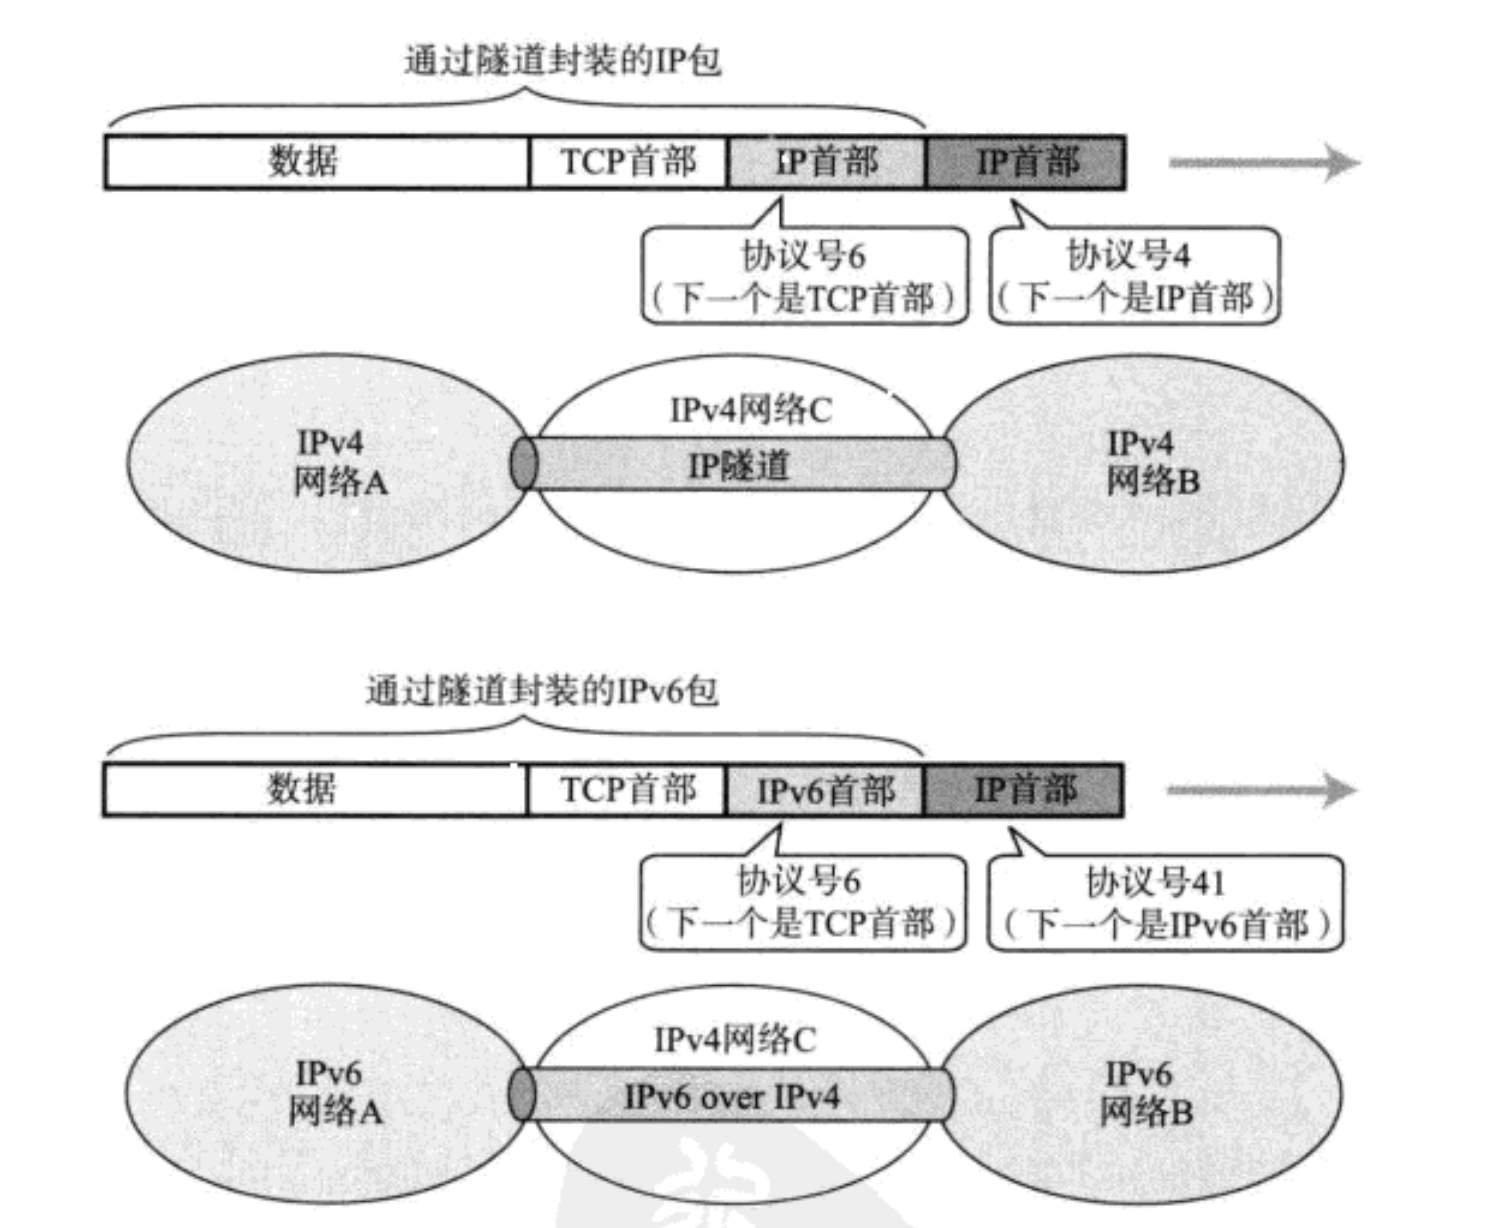 通过隧道封装的IP包
数据 TCP首部 IP首部 IP首部
协议号6
（下一个是TCP首部）
协议号4
（下一个是IP首部）
IPv4网络C
IPv4
网络A
IP隧道
IPv4
网络B
通过隧道封装的IPv6包
数据 TCP首部 IPv6首部 IP首部
协议号6
（下一个是TCP首部）
协议号41
（下一个是IPv6首部）
IPv4网络C
IPv6
网络A
IPv6 over IPv4
IPv6
网络B